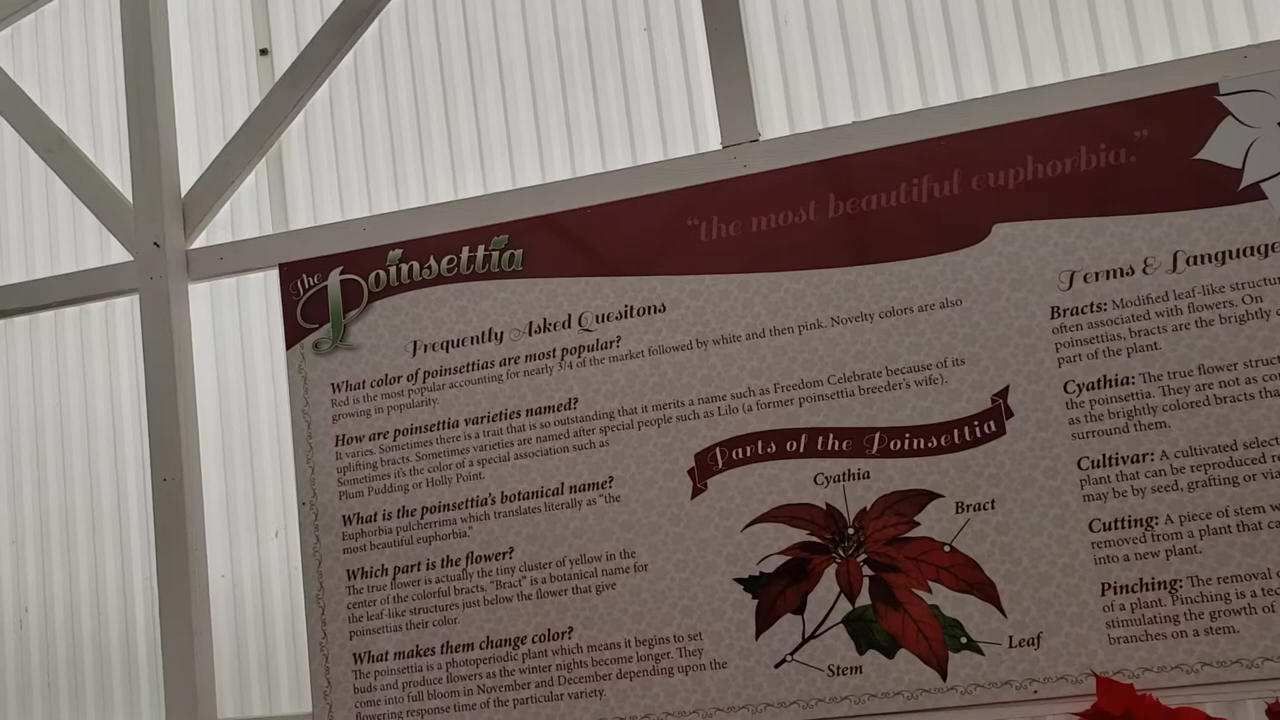 "the most beautiful euphorbia."
The Poinsettia
Frequently Asked Quesitons
What color of poinsettias are most popular?
Red is the most popular accounting for nearly 3/4 of the market followed by white and then pink. Novelty colors are also
growing in popularity.
How are poinsettia varieties named?
It varies. Sometimes there is a trait that is so outstanding that it merits a name such as Freedom Celebrate because of its
uplifting bracts. Sometimes varieties are named after special people such as Lilo (a former poinsettia breeder's wife).
Sometimes it's the color of a special association such as
Plum Pudding or Holly Point.
What is the poinsettia's botanical name?
Euphorbia pulcherrima which translates literally as "the
most beautiful euphorbia."
Which part is the flower?
The true flower is actually the tiny cluster of yellow in the
center of the colorful bracts. "Bract" is a botanical name for
the leaf-like structures just below the flower that give
poinsettias their color.
What makes them change color?
The poinsettia is a photoperiodic plant which means it begins to set
buds and produce flowers as the winter nights become longer. They
come into full bloom in November and December depending upon the
flowering response time of the particular variety.
Parts of the Poinsettia
Cyathia
Bract
Leaf
Stem
Terms & Language
Bracts: Modified leaf-like
often associated with flowers. On
poinsettias, bracts are the brightly
part of the plant.
Cyathia: The true flower
the poinsettia. They are not as
as the brightly colored bracts
surround them.
Cultivar: A cultivated
plant that can be reproduced
may be by seed, grafting or
Cutting: A piece of stem
removed from a plant that
into a new plant.
Pinching: The removal
of a plant. Pinching is a
stimulating the growth of
branches on a stem.